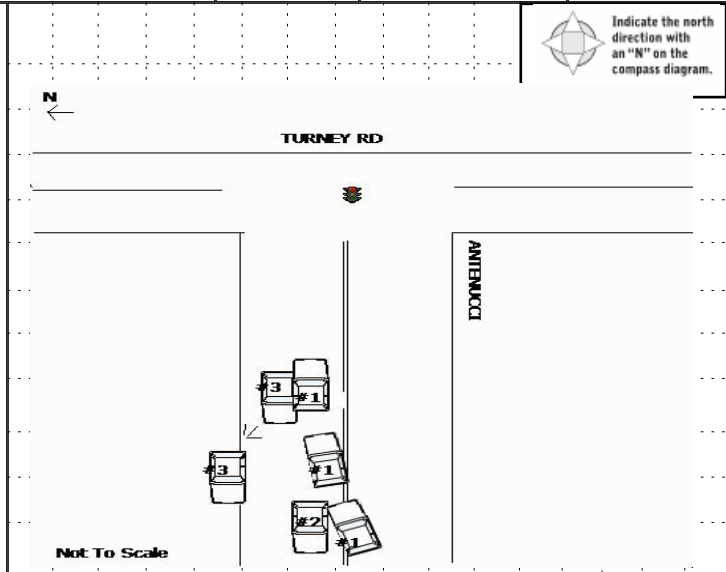 Indicate the north
direction with
an "N" on the
compass diagram.
N
TURNEY RD
ANTENUCCI
#3
#1
#3
#1
#2
#1
Not To Scale